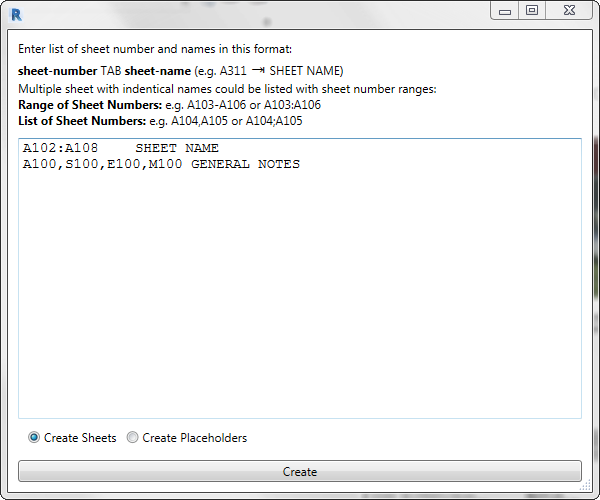 R
Enter list of sheet number and names in this format:
sheet-number TAB sheet-name (e.g. A311 ⇥ SHEET NAME)
Multiple sheet with indentical names could be listed with sheet number ranges:
Range of Sheet Numbers: e.g. A103-A106 or A103:A106
List of Sheet Numbers: e.g. A104,A105 or A104;A105
A102:A108 SHEET NAME
A100,S100,E100,M100 GENERAL NOTES
Create Sheets Create Placeholders
Create